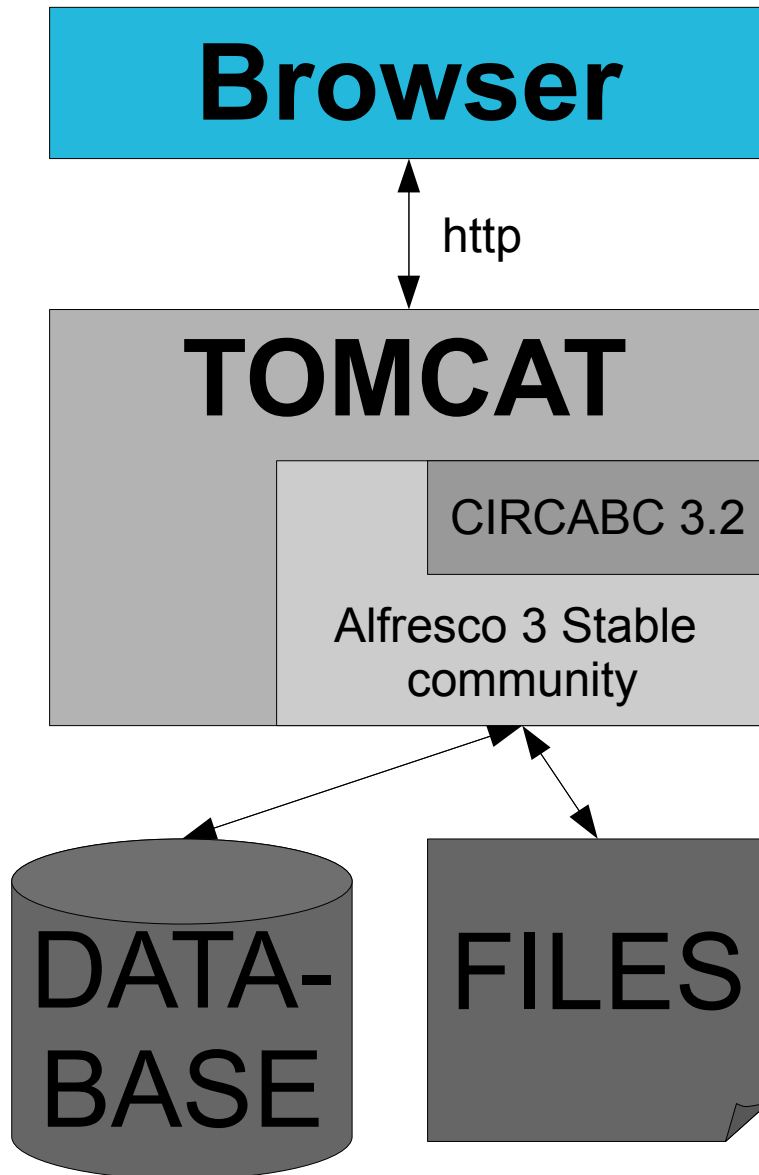 Browser
http
TOMCAT
CIRCABC 3.2
Alfresco 3 Stable
community
DATA-
BASE
FILES